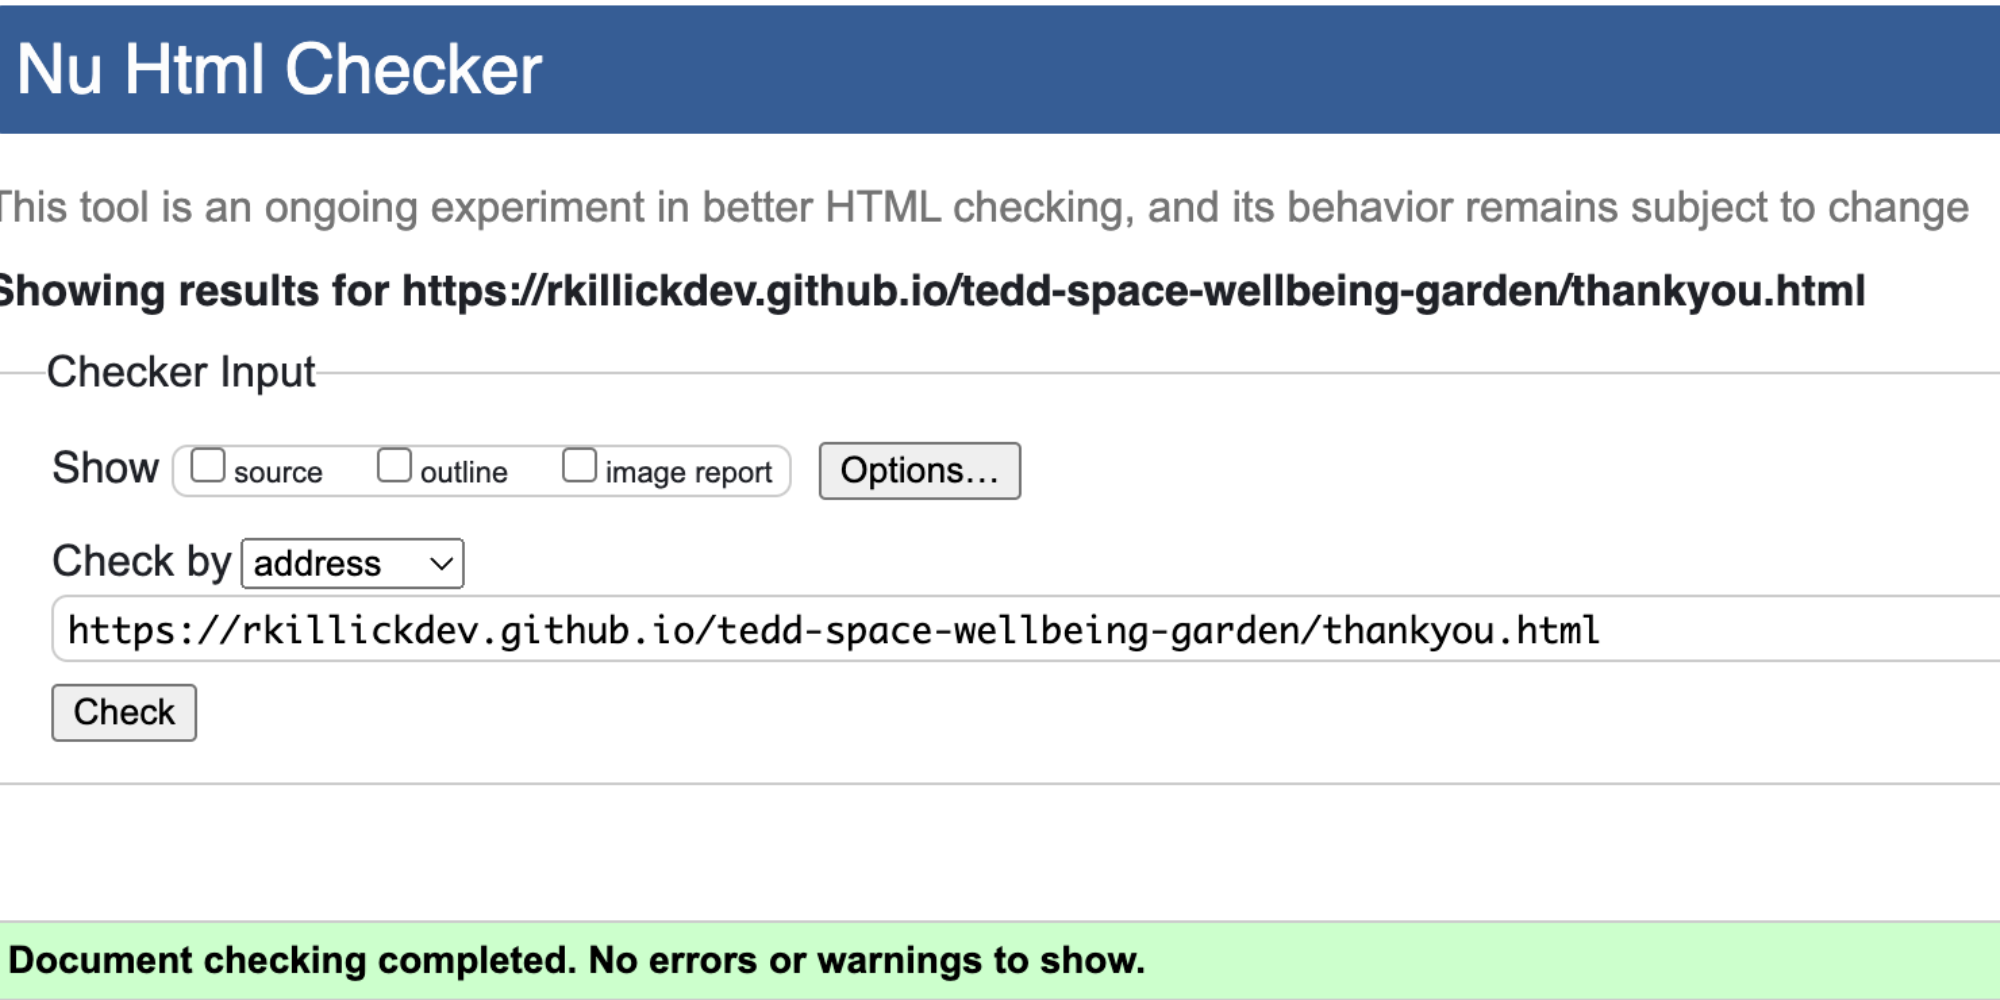 Nu Html Checker
This tool is an ongoing experiment in better HTML checking, and its behavior remains subject to change
Showing results for https://rkillickdev.github.io/tedd-space-wellbeing-garden/thankyou.html
Checker Input
Show source outline image report Options...
Check by address
https://rkillickdev.github.io/tedd-space-wellbeing-garden/thankyou.html
Check
Document checking completed. No errors or warnings to show.